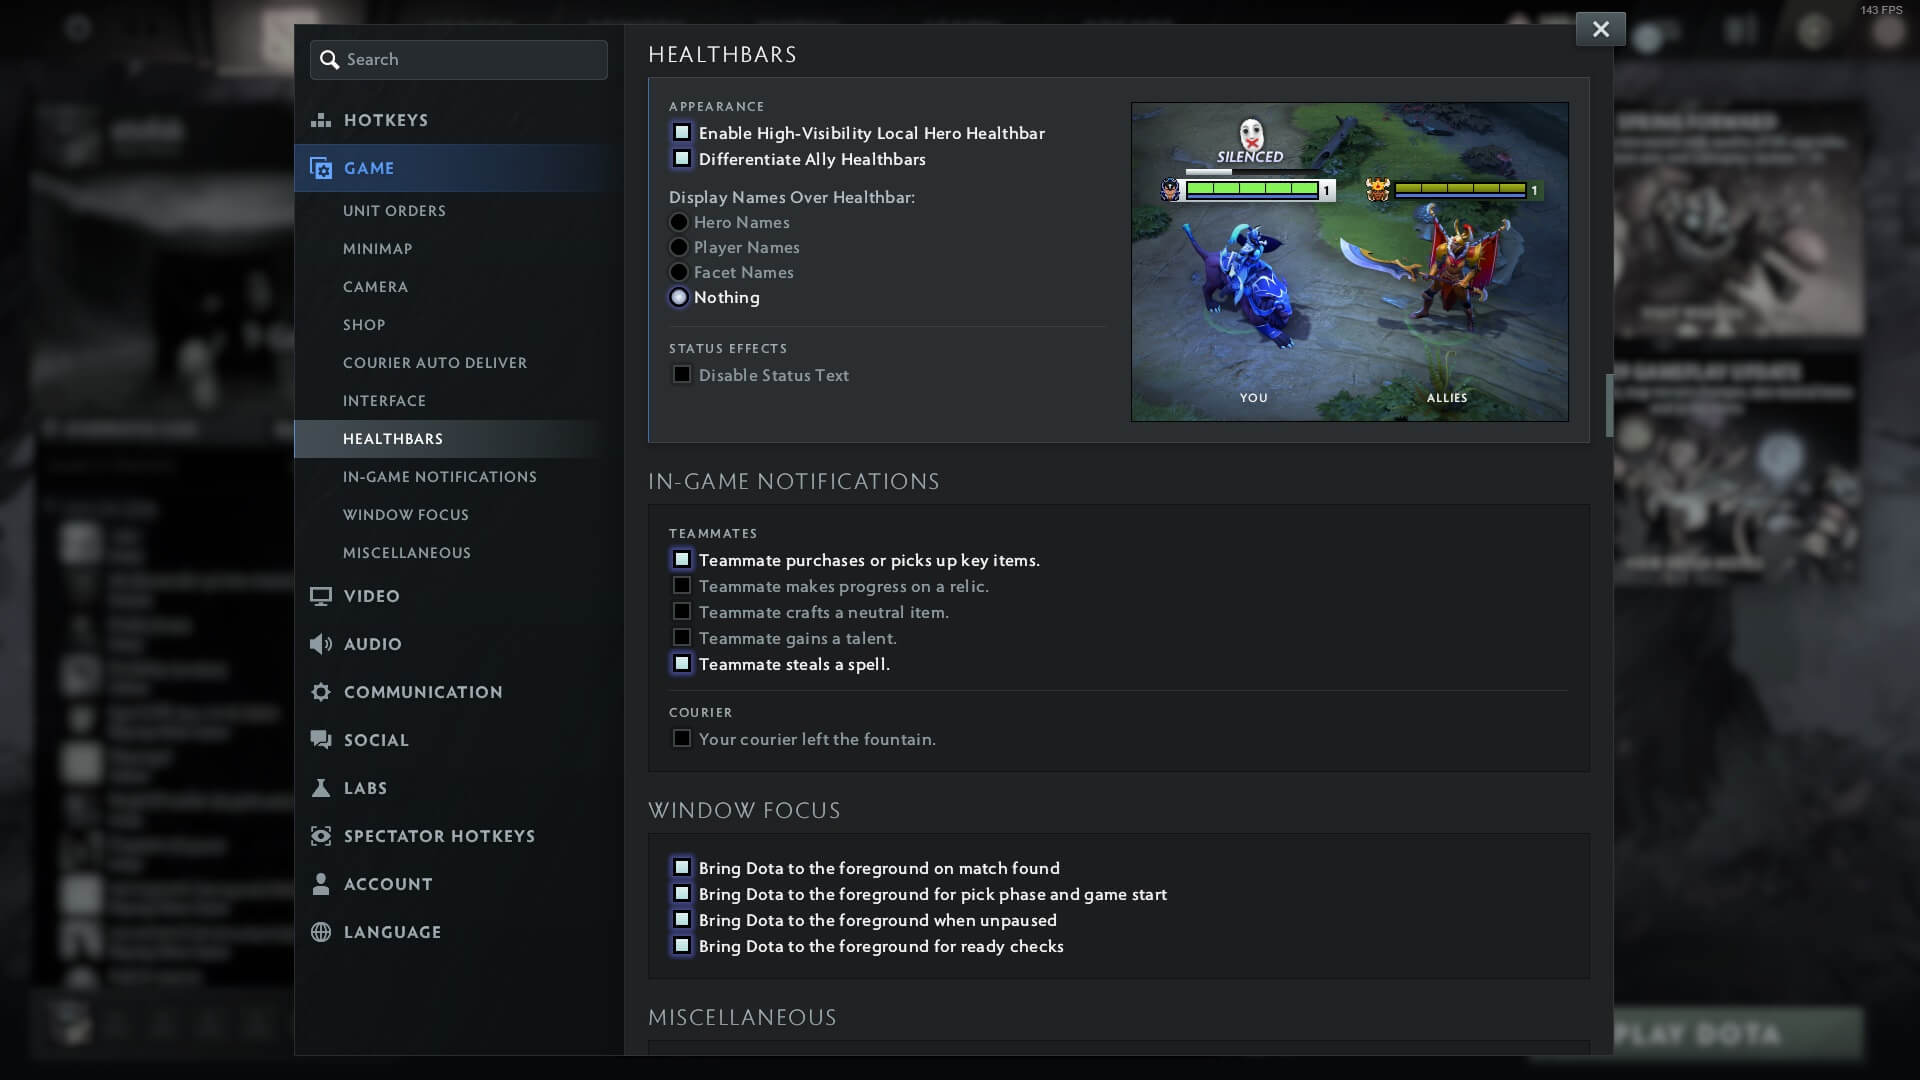 143 FPS
Search
HOTKEYS
GAME
UNIT ORDERS
MINIMAP
CAMERA
SHOP
COURIER AUTO DELIVER
INTERFACE
HEALTHBARS
IN-GAME NOTIFICATIONS
WINDOW FOCUS
MISCELLANEOUS
VIDEO
AUDIO
COMMUNICATION
SOCIAL
LABS
SPECTATOR HOTKEYS
ACCOUNT
LANGUAGE
HEALTHBARS
APPEARANCE
Enable High-Visibility Local Hero Healthbar
Differentiate Ally Healthbars
Display Names Over Healthbar:
Hero Names
Player Names
Facet Names
Nothing
STATUS EFFECTS
Disable Status Text
SILENCED
1
1
YOU
ALLIES
IN-GAME NOTIFICATIONS
TEAMMATES
Teammate purchases or picks up key items.
Teammate makes progress on a relic.
Teammate crafts a neutral item.
Teammate gains a talent.
Teammate steals a spell.
COURIER
Your courier left the fountain.
WINDOW FOCUS
Bring Dota to the foreground on match found
Bring Dota to the foreground for pick phase and game start
Bring Dota to the foreground when unpaused
Bring Dota to the foreground for ready checks
MISCELLANEOUS
PLAY DOTA